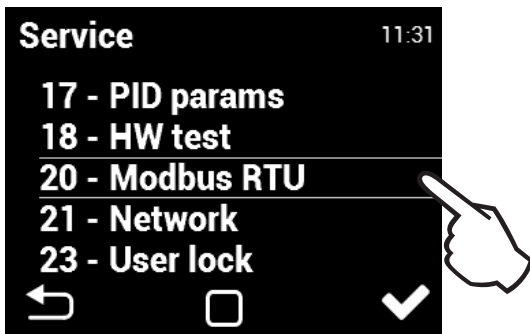 Service 11:31
17 - PID params
18 - HW test
20 - Modbus RTU
21 - Network
23 - User lock